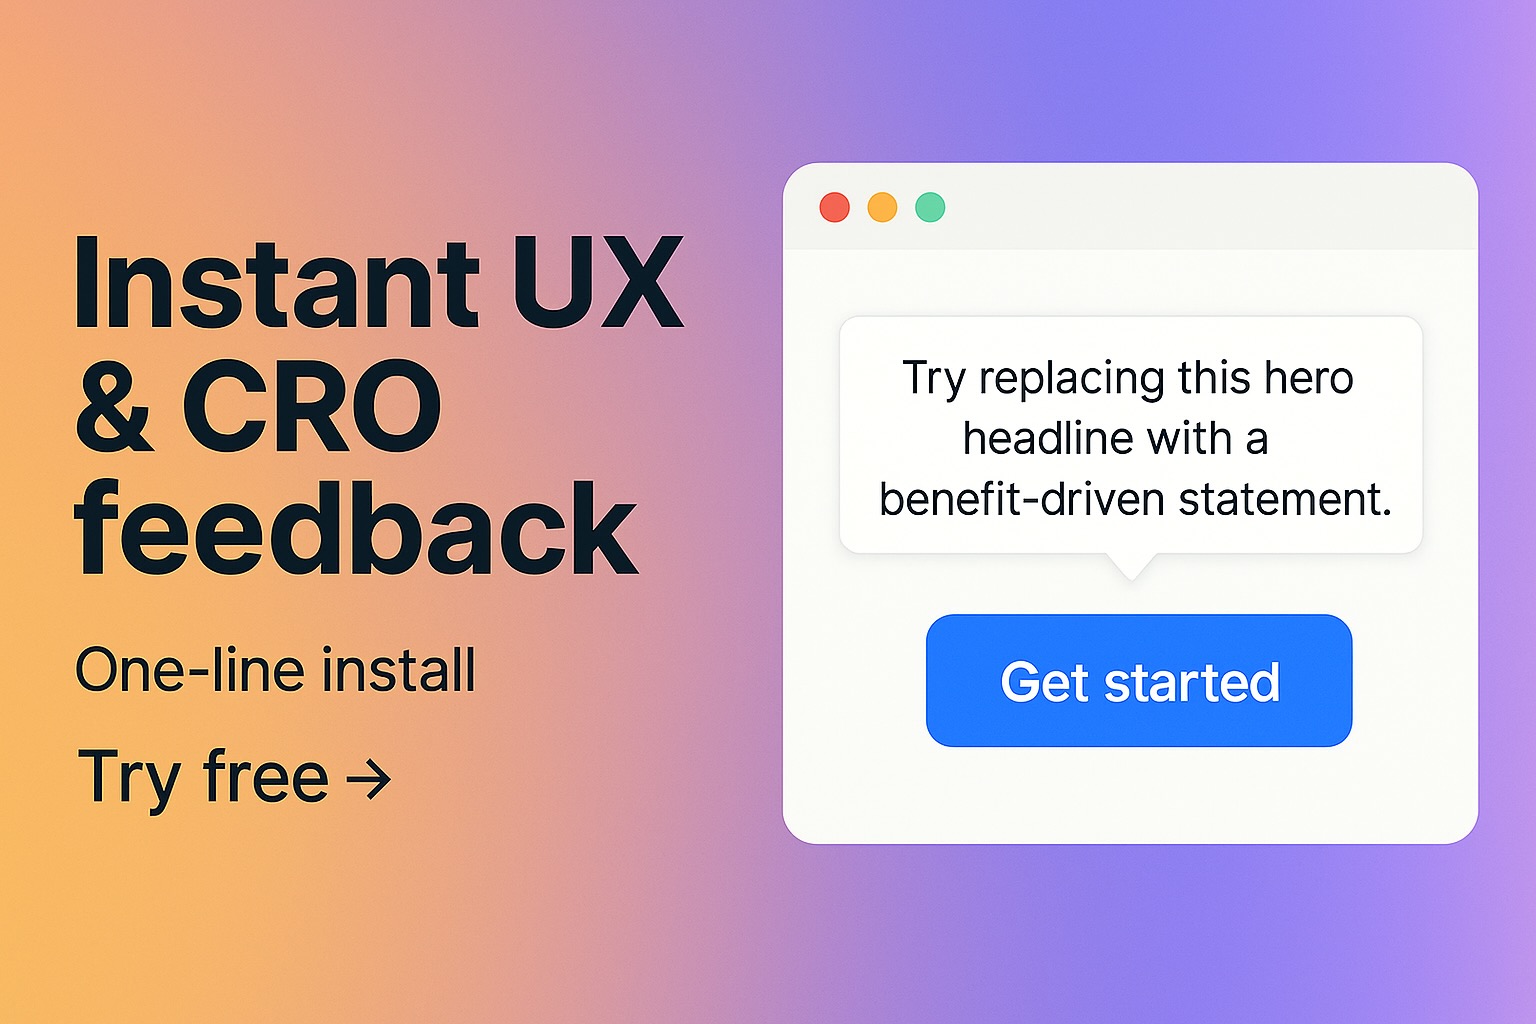 Instant UX
& CRO
feedback
One-line install
Try free →
Try replacing this hero
headline with a
benefit-driven statement.
Get started